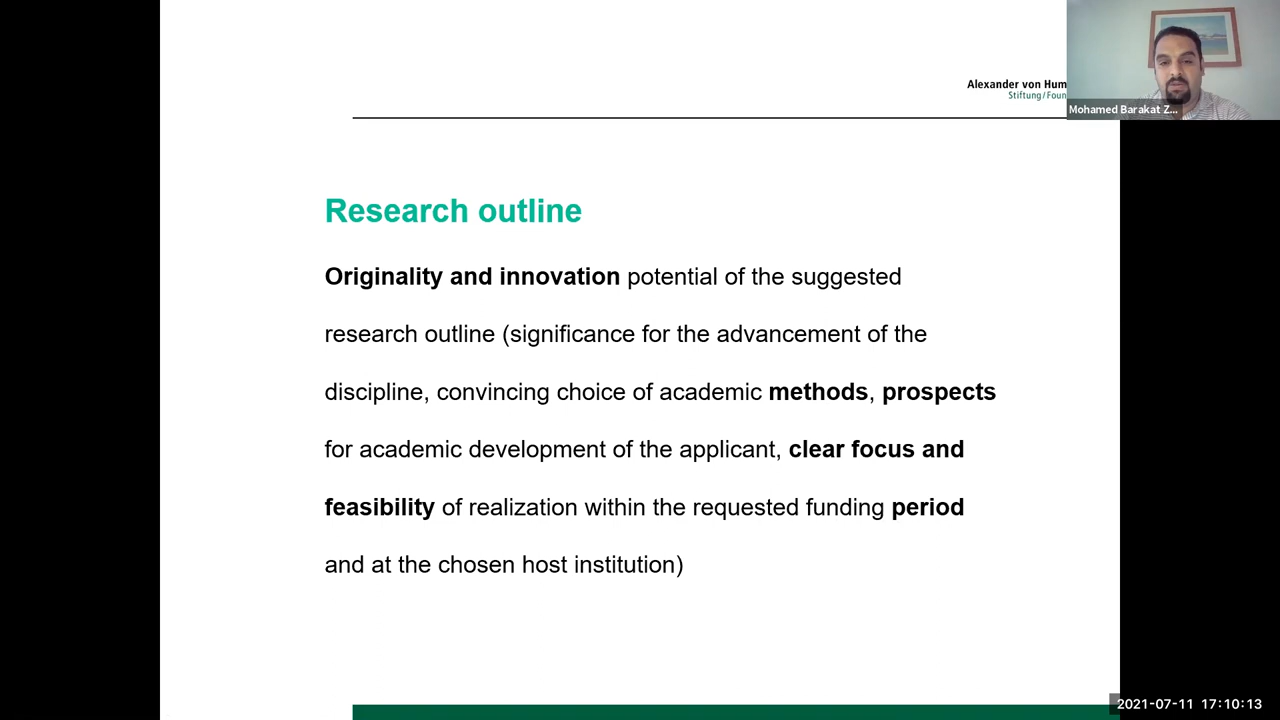 Alexander von Hum
Stiftung/Foun
Mohamed Barakat Z...
Research outline
Originality and innovation potential of the suggested
research outline (significance for the advancement of the
discipline, convincing choice of academic methods, prospects
for academic development of the applicant, clear focus and
feasibility of realization within the requested funding period
and at the chosen host institution)
2021-07-11 17:10:13